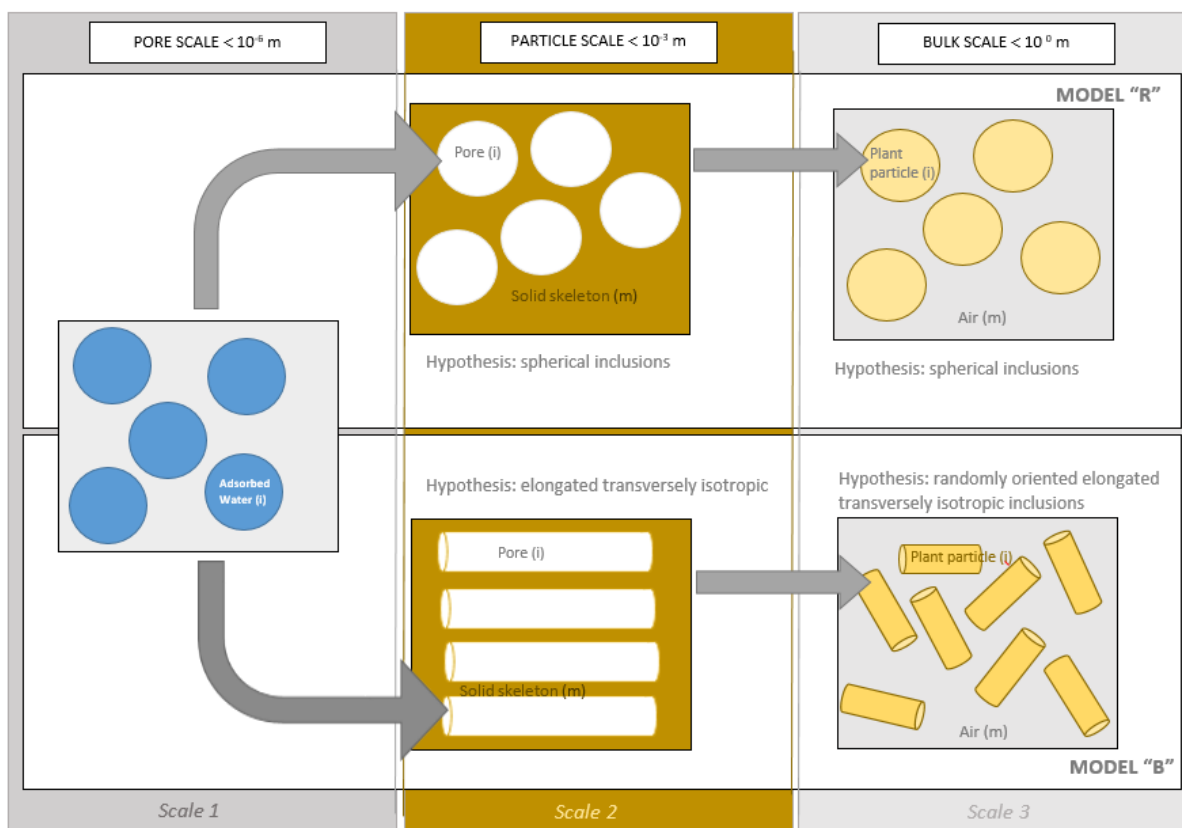 PORE SCALE < 10⁻⁶ m
PARTICLE SCALE < 10⁻³ m
BULK SCALE < 10⁰ m
MODEL “R”
Pore (i)
Solid skeleton (m)
Hypothesis: spherical inclusions
Plant
particle (i)
Air (m)
Hypothesis: spherical inclusions
Adsorbed
Water (i)
Hypothesis: elongated transversely isotropic
Pore (i)
Solid skeleton (m)
Hypothesis: randomly oriented elongated
transversely isotropic inclusions
Plant particle (i)
Air (m)
MODEL “B”
Scale 1
Scale 2
Scale 3